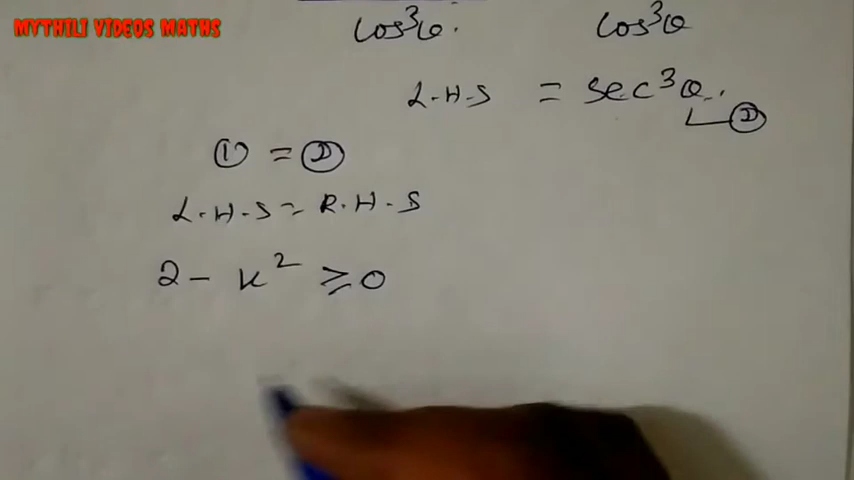 MYTHILI VIDEOS MATHS
cos³θ. cos³θ
L.H.S = sec³θ.
②
① = ②
L.H.S = R.H.S
2 - k² ≥ 0